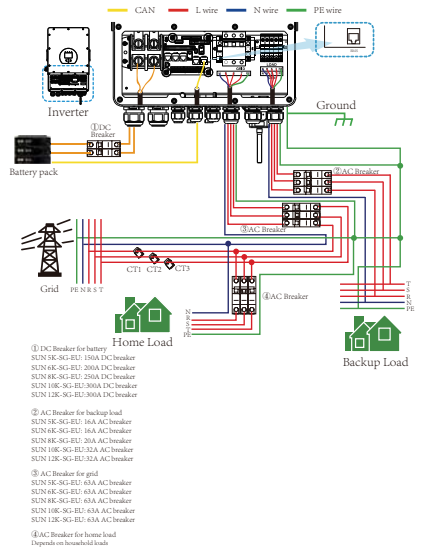 CAN
L wire
N wire
PE wire
Inverter
①DC
Breaker
Battery pack
GRID
LOAD
Ground
②AC Breaker
③AC Breaker
CT1
CT2
CT3
Grid
PE N R S T
④AC Breaker
N
R
S
T
PE
Home Load
T
S
R
N
PE
Backup Load
① DC Breaker for battery
SUN 5K-SG-EU: 150A DC breaker
SUN 6K-SG-EU: 200A DC breaker
SUN 8K-SG-EU: 250A DC breaker
SUN 10K-SG-EU:300A DC breaker
SUN 12K-SG-EU:300A DC breaker
② AC Breaker for backup load
SUN 5K-SG-EU: 16A AC breaker
SUN 6K-SG-EU: 16A AC breaker
SUN 8K-SG-EU: 20A AC breaker
SUN 10K-SG-EU:32A AC breaker
SUN 12K-SG-EU:32A AC breaker
③ AC Breaker for grid
SUN 5K-SG-EU: 63A AC breaker
SUN 6K-SG-EU: 63A AC breaker
SUN 8K-SG-EU: 63A AC breaker
SUN 10K-SG-EU: 63A AC breaker
SUN 12K-SG-EU: 63A AC breaker
④AC Breaker for home load
Depends on household loads